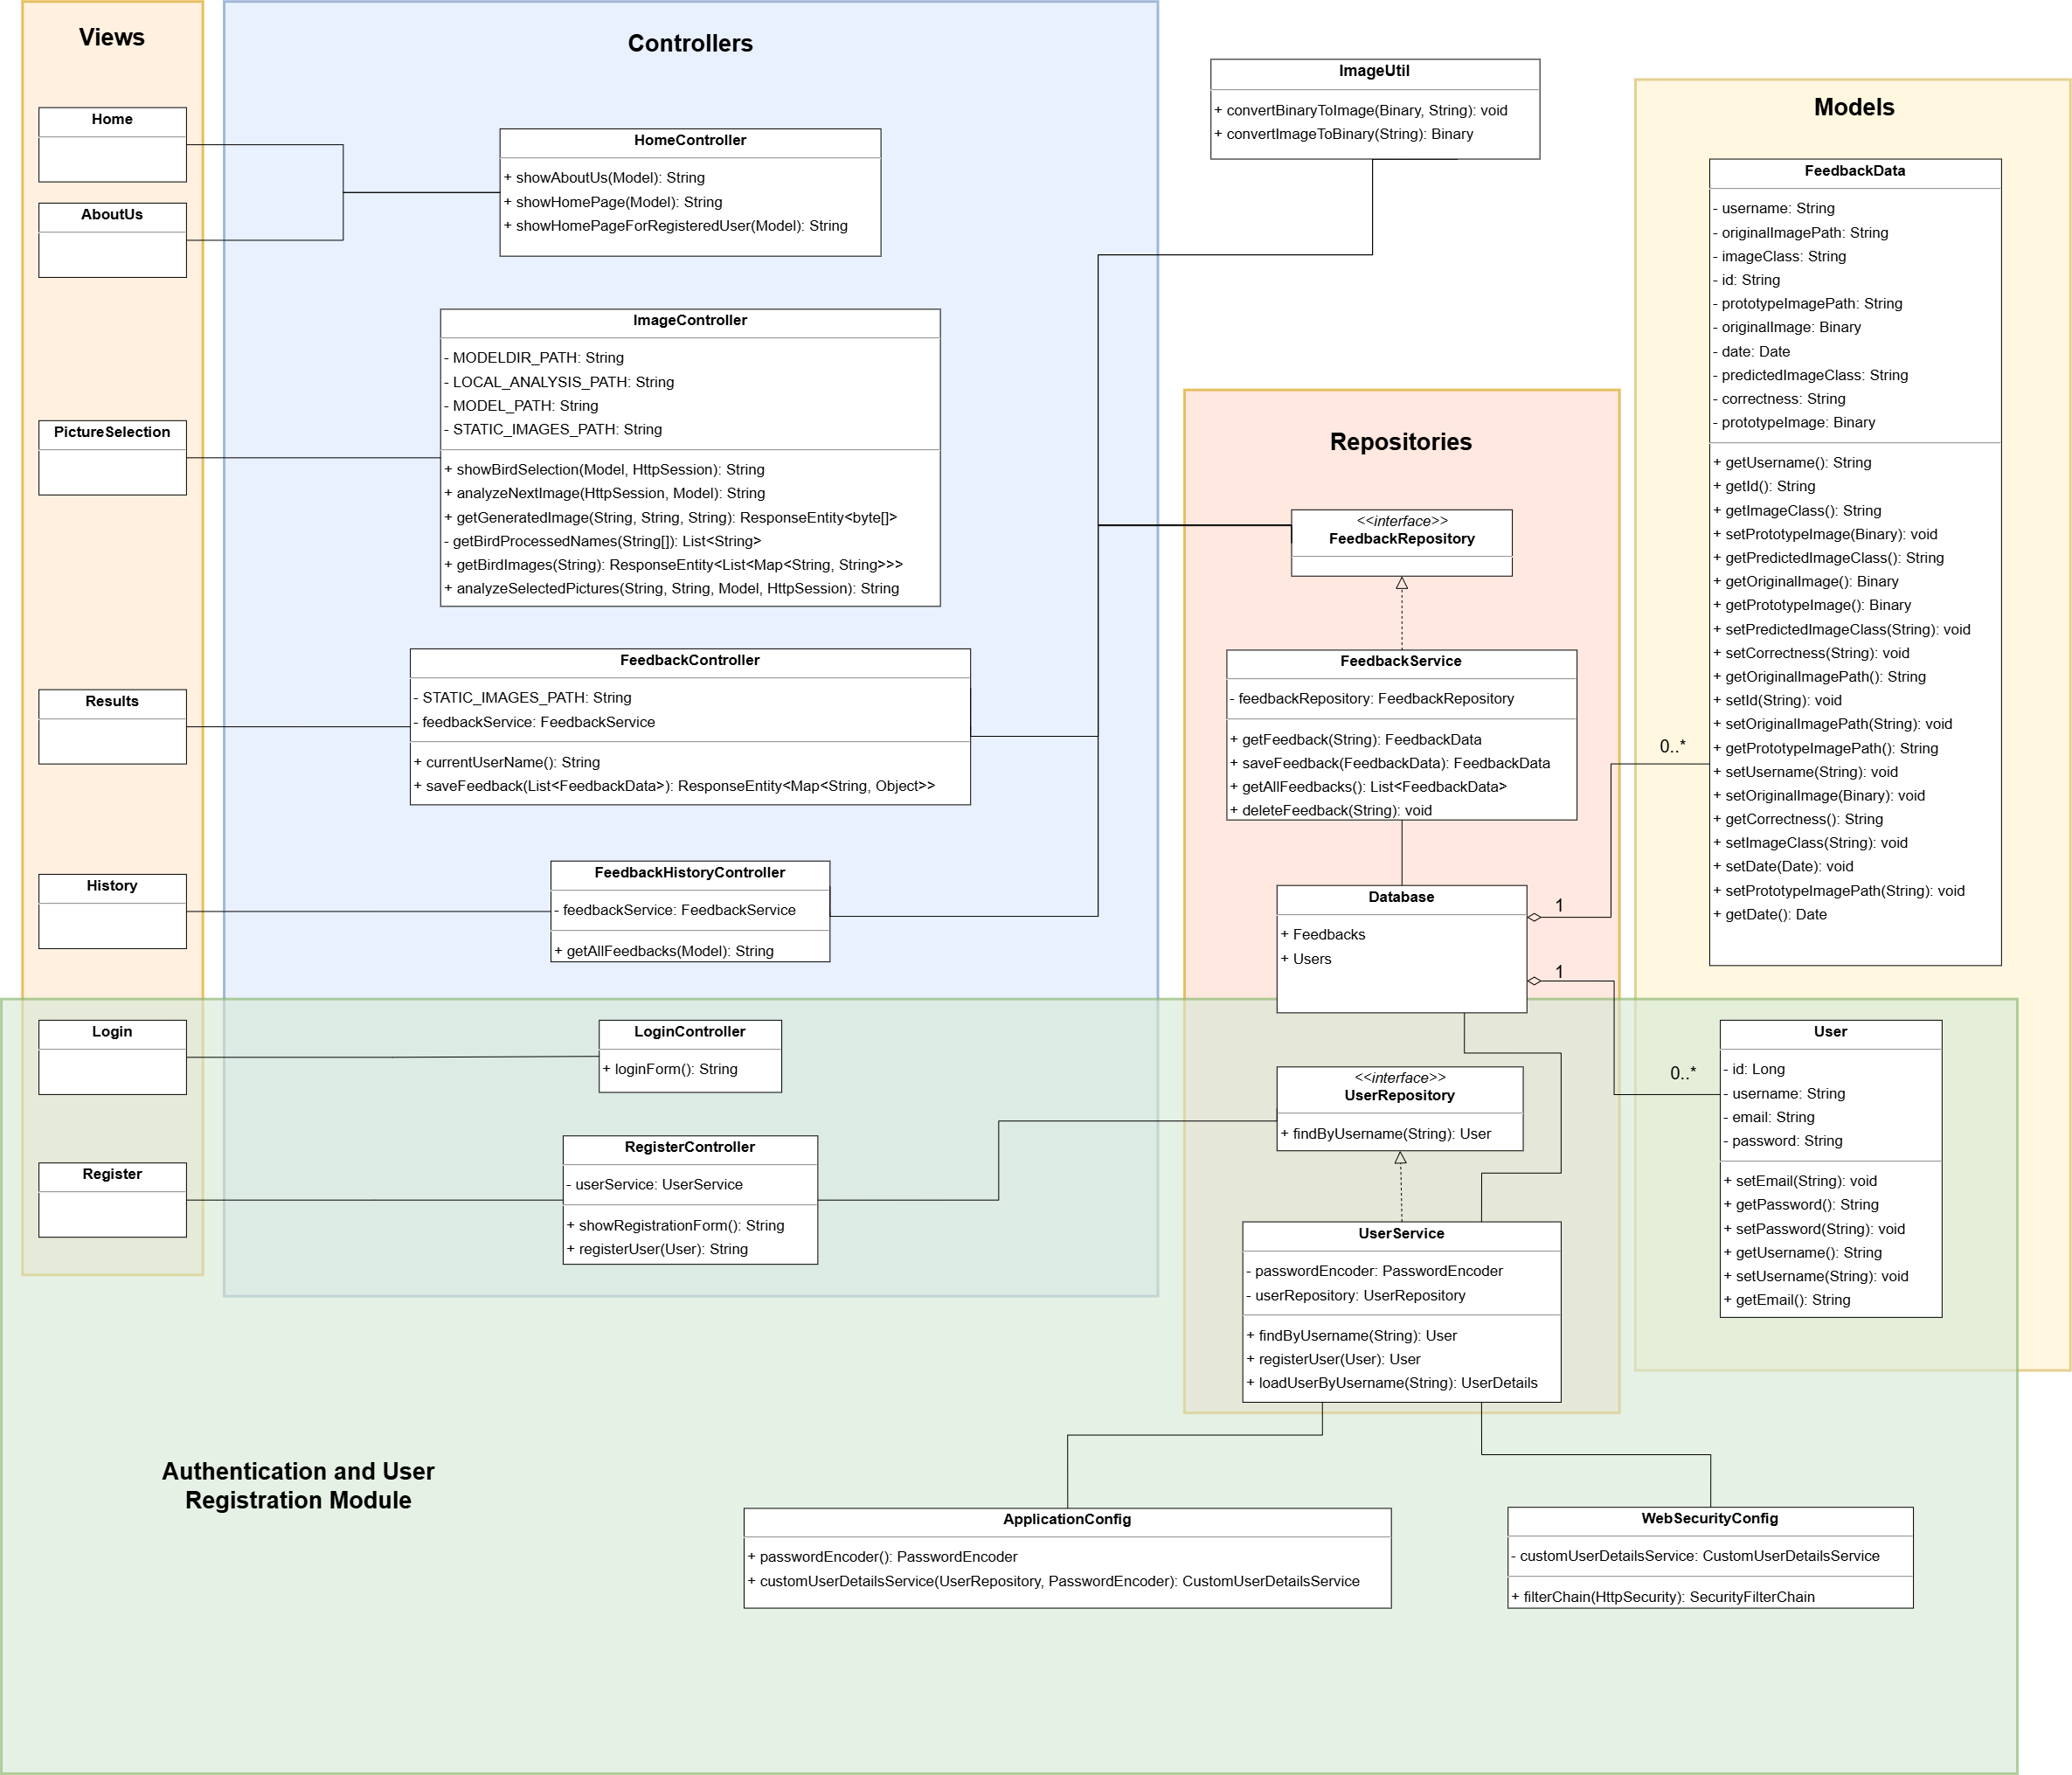 Views
Home
AboutUs
PictureSelection
Results
History
Login
Register
Controllers
HomeController
+ showAboutUs(Model): String
+ showHomePage(Model): String
+ showHomePageForRegisteredUser(Model): String
ImageController
- MODELDIR_PATH: String
- LOCAL_ANALYSIS_PATH: String
- MODEL_PATH: String
- STATIC_IMAGES_PATH: String
+ showBirdSelection(Model, HttpSession): String
+ analyzeNextImage(HttpSession, Model): String
+ getGeneratedImage(String, String, String): ResponseEntity<byte[]>
- getBirdProcessedNames(String[]): List<String>
+ getBirdImages(String): ResponseEntity<List<Map<String, String>>>
+ analyzeSelectedPictures(String, String, Model, HttpSession): String
FeedbackController
- STATIC_IMAGES_PATH: String
- feedbackService: FeedbackService
+ currentUserName(): String
+ saveFeedback(List<FeedbackData>): ResponseEntity<Map<String, Object>>
FeedbackHistoryController
- feedbackService: FeedbackService
+ getAllFeedbacks(Model): String
LoginController
+ loginForm(): String
RegisterController
- userService: UserService
+ showRegistrationForm(): String
+ registerUser(User): String
ImageUtil
+ convertBinaryToImage(Binary, String): void
+ convertImageToBinary(String): Binary
Repositories
<<interface>>
FeedbackRepository
FeedbackService
- feedbackRepository: FeedbackRepository
+ getFeedback(String): FeedbackData
+ saveFeedback(FeedbackData): FeedbackData
+ getAllFeedbacks(): List<FeedbackData>
+ deleteFeedback(String): void
Database
+ Feedbacks
+ Users
1
0..*
1
0..*
<<interface>>
UserRepository
+ findByUsername(String): User
UserService
- passwordEncoder: PasswordEncoder
- userRepository: UserRepository
+ findByUsername(String): User
+ registerUser(User): User
+ loadUserByUsername(String): UserDetails
Models
FeedbackData
- username: String
- originalImagePath: String
- imageClass: String
- id: String
- prototypeImagePath: String
- originalImage: Binary
- date: Date
- predictedImageClass: String
- correctness: String
- prototypeImage: Binary
+ getUsername(): String
+ getId(): String
+ getImageClass(): String
+ setPrototypeImage(Binary): void
+ getPredictedImageClass(): String
+ getOriginalImage(): Binary
+ getPrototypeImage(): Binary
+ setPredictedImageClass(String): void
+ setCorrectness(String): void
+ getOriginalImagePath(): String
+ setId(String): void
+ setOriginalImagePath(String): void
+ getPrototypeImagePath(): String
+ setUsername(String): void
+ setOriginalImage(Binary): void
+ getCorrectness(): String
+ setImageClass(String): void
+ setDate(Date): void
+ setPrototypeImagePath(String): void
+ getDate(): Date
User
- id: Long
- username: String
- email: String
- password: String
+ setEmail(String): void
+ getPassword(): String
+ setPassword(String): void
+ getUsername(): String
+ setUsername(String): void
+ getEmail(): String
Authentication and User
Registration Module
ApplicationConfig
+ passwordEncoder(): PasswordEncoder
+ customUserDetailsService(UserRepository, PasswordEncoder): CustomUserDetailsService
WebSecurityConfig
- customUserDetailsService: CustomUserDetailsService
+ filterChain(HttpSecurity): SecurityFilterChain